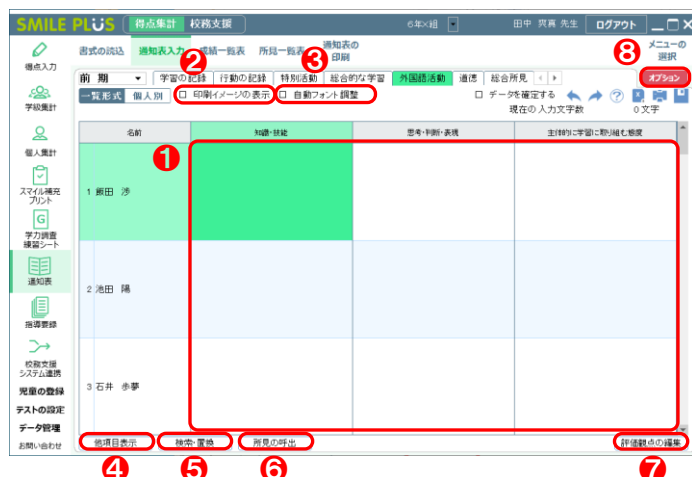 SMILE PLUS 得点集計 校務支援 6年×組 田中 爽真 先生 ログアウト
得点入力 書式の読込 通知表入力 成績一覧表 所見一覧表 通知表の印刷 ❽ メニューの選択
❷ ❸
前 期 学習の記録 行動の記録 特別活動 総合的な学習 外国語活動 道徳 総合所見 オプション
学級集計 一覧形式 個人別 印刷イメージの表示 自動フォント調整 データを確定する
現在の入力文字数 0文字
名前 知識・技能 思考・判断・表現 主体的に学習に取り組む態度
個人集計 ❶
スマイル補充プリント 1 飯田 渉
G
学力調査練習シート
通知表 2 池田 陽
指導要録
校務支援システム連携
児童の登録 3 石井 歩夢
テストの設定
データ管理
お問い合わせ 他項目表示 検索・置換 所見の呼出 評価観点の編集
❹ ❺ ❻ ❼